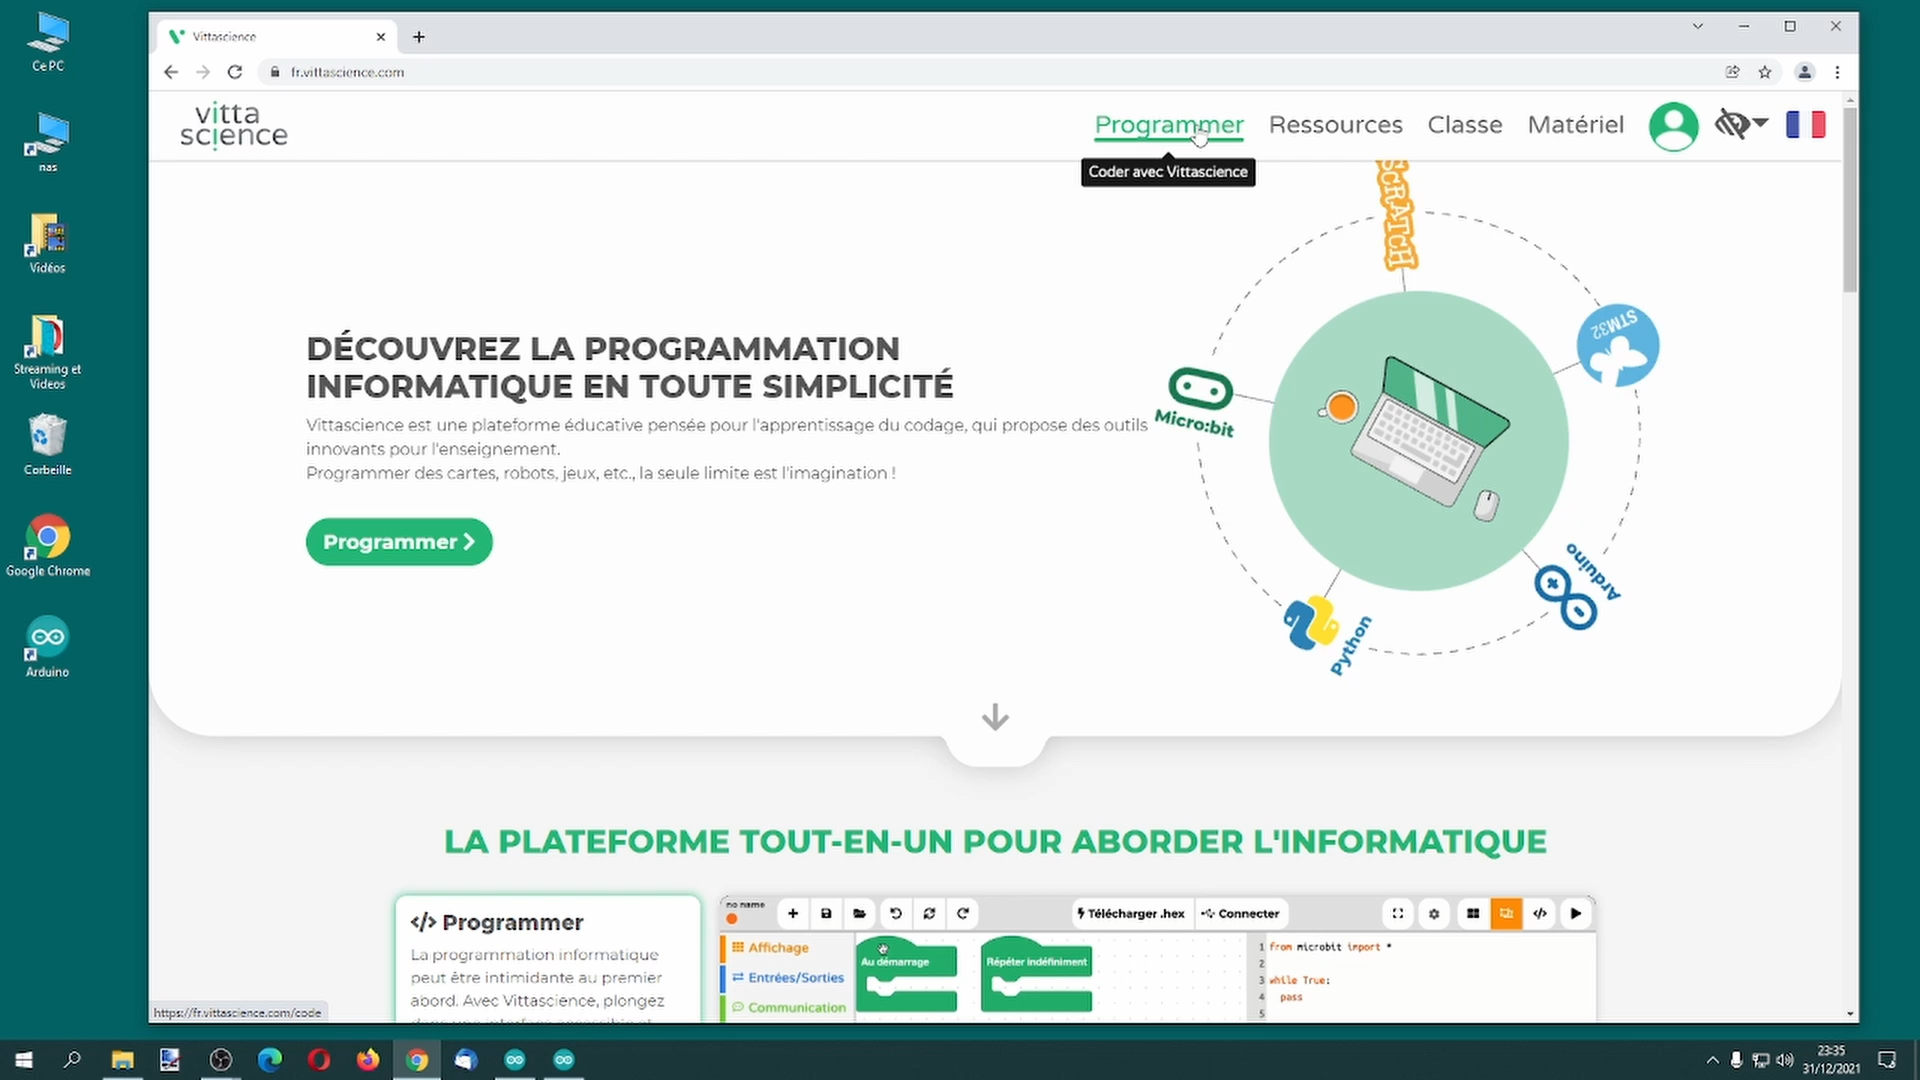 Ce PC
nas
Vidéos
Streaming et
Videos
Corbeille
Google Chrome
Arduino
Vittascience
fr.vittascience.com
vitta
science
Programmer
Ressources
Classe
Matériel
Coder avec Vittascience
DÉCOUVREZ LA PROGRAMMATION
INFORMATIQUE EN TOUTE SIMPLICITÉ
Vittascience est une plateforme éducative pensée pour l'apprentissage du codage, qui propose des outils
innovants pour l'enseignement.
Programmer des cartes, robots, jeux, etc., la seule limite est l'imagination !
Programmer
SCRATCH
STM32
Micro:bit
Arduino
Python
LA PLATEFORME TOUT-EN-UN POUR ABORDER L'INFORMATIQUE
</> Programmer
La programmation informatique
peut être intimidante au premier
abord. Avec Vittascience, plongez
no name
Télécharger .hex
Connecter
Affichage
Entrées/Sorties
Communication
Au démarrage
Répéter indéfiniment
1 from microbit import *
2
3 while True:
4 pass
5
https://fr.vittascience.com/code
23:35
31/12/2021